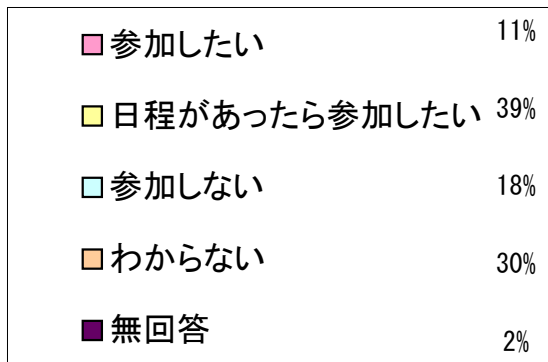 参加したい 11%
日程があったら参加したい 39%
参加しない 18%
わからない 30%
無回答 2%